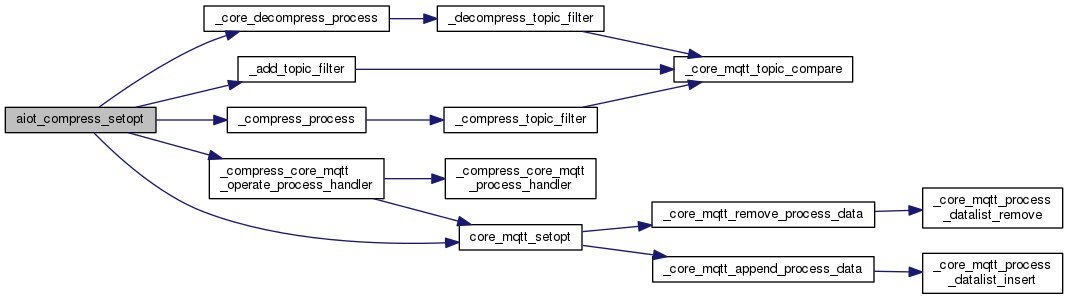 aiot_compress_setopt
_core_decompress_process
_decompress_topic_filter
_add_topic_filter
_core_mqtt_topic_compare
_compress_process
_compress_topic_filter
_compress_core_mqtt
_operate_process_handler
_compress_core_mqtt
_process_handler
core_mqtt_setopt
_core_mqtt_remove_process_data
_core_mqtt_process
_datalist_remove
_core_mqtt_append_process_data
_core_mqtt_process
_datalist_insert